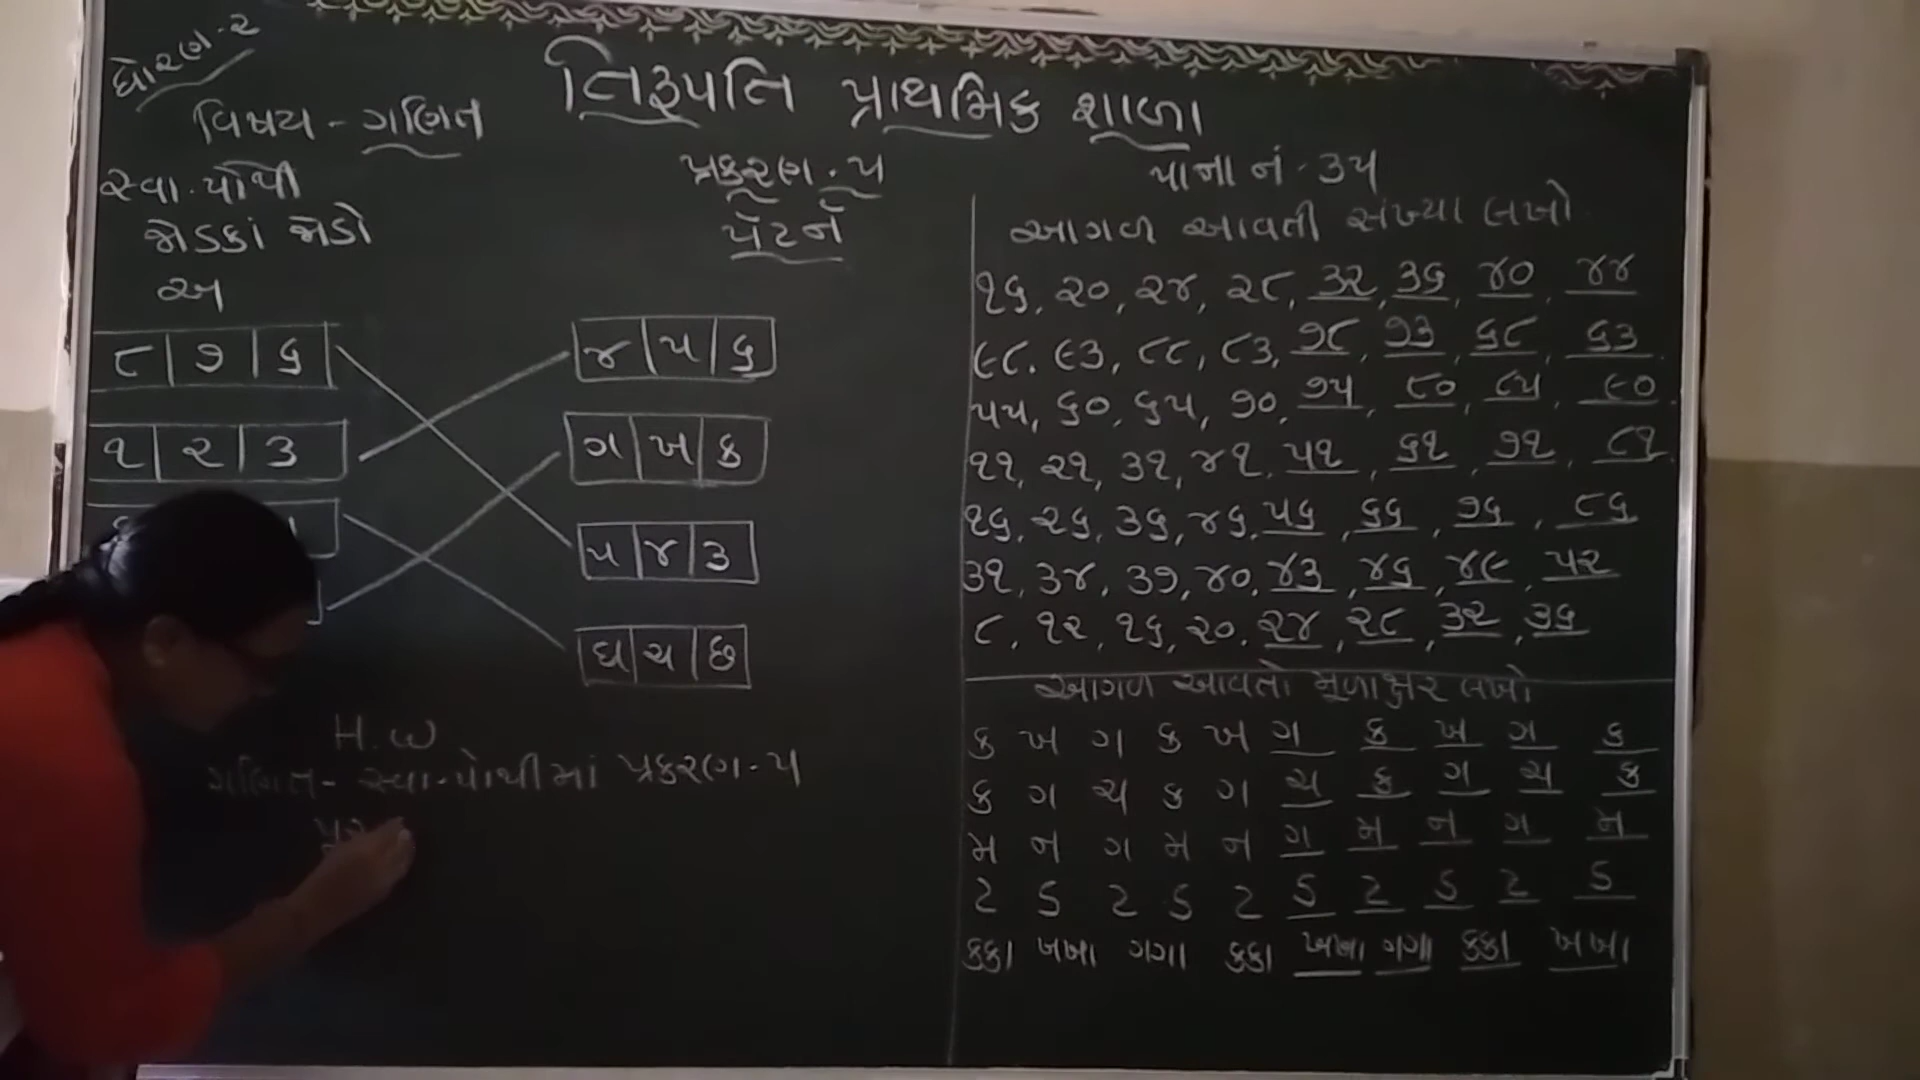 ધોરણ-૨
તિરૂપતિ પ્રાથમિક શાળા
વિષય - ગણિત
સ્વા.પોથી
પ્રકરણ-૫
પાના નં. ૩૫
જોડકાં જોડો
પૅટર્ન
અ
૮ ૭ ૬
૧ ૨ ૩
૪ ૫ ૬
ગ ખ ક
૫ ૪ ૩
ઘ ચ છ
H.W
ગણિત - સ્વા.પોથીમાં પ્રકરણ-૫
આગળ આવતી સંખ્યા લખો
૧૬, ૨૦, ૨૪, ૨૮, ૩૨, ૩૬, ૪૦, ૪૪
૯૮, ૯૩, ૮૮, ૮૩, ૭૮, ૭૩, ૬૮, ૬૩
૫૫, ૬૦, ૬૫, ૭૦, ૭૫, ૮૦, ૮૫, ૯૦
૧૧, ૨૧, ૩૧, ૪૧, ૫૧, ૬૧, ૭૧, ૮૧
૧૬, ૨૬, ૩૬, ૪૬, ૫૬, ૬૬, ૭૬, ૮૬
૩૧, ૩૪, ૩૭, ૪૦, ૪૩, ૪૬, ૪૯, ૫૨
૮, ૧૨, ૧૬, ૨૦, ૨૪, ૨૮, ૩૨, ૩૬
આગળ આવતો મૂળાક્ષર લખો
ક ખ ગ ક ખ ગ ક ખ ગ ક
ક ગ ચ ક ગ ચ ક ગ ચ ક
મ ન ગ મ ન ગ મ ન ગ મ
ટ ડ ટ ડ ટ ડ ટ ડ ટ ડ
કકા ખખા ગગા કકા ખખા ગગા કકા ખખા